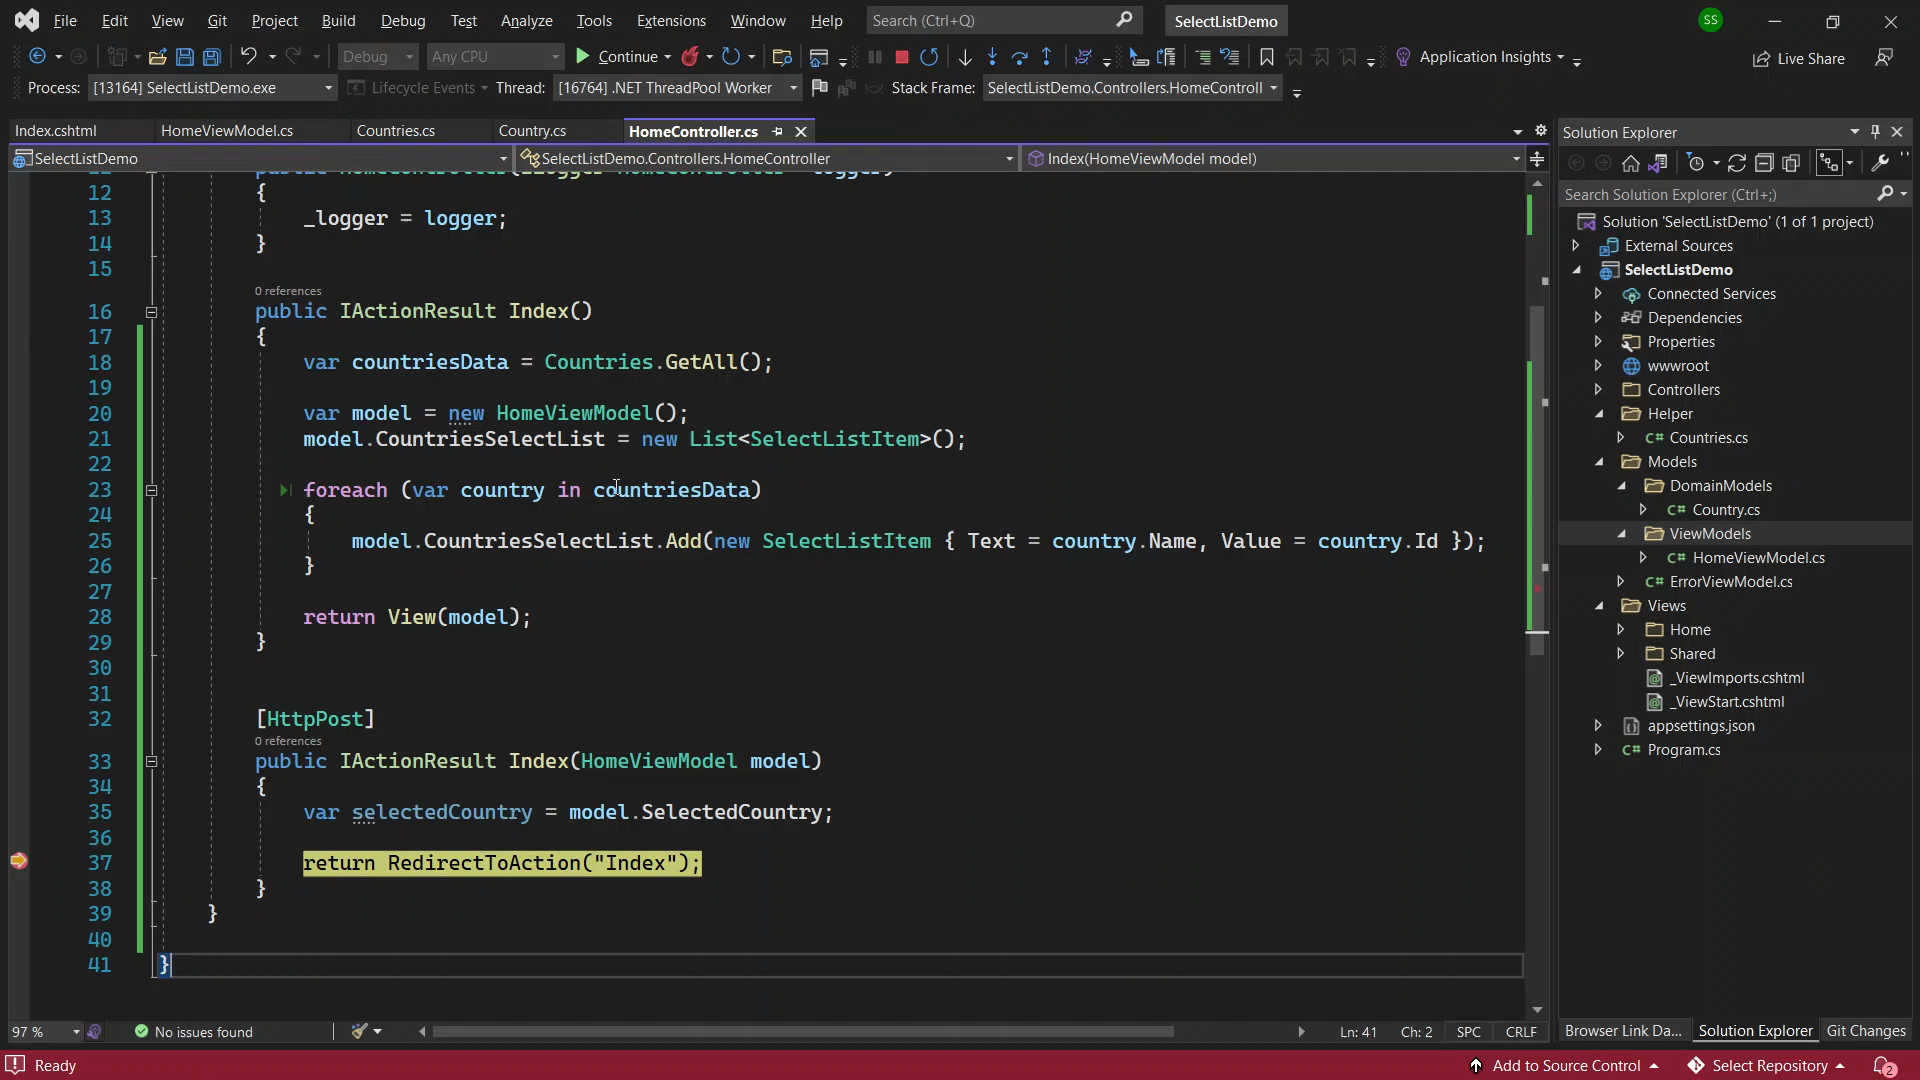 File Edit View Git Project Build Debug Test Analyze Tools Extensions Window Help Search (Ctrl+Q) SelectListDemo SS
Debug Any CPU Continue Application Insights Live Share
Process: [13164] SelectListDemo.exe Lifecycle Events Thread: [16764] .NET ThreadPool Worker Stack Frame: SelectListDemo.Controllers.HomeControll
Index.cshtml HomeViewModel.cs Countries.cs Country.cs HomeController.cs
SelectListDemo SelectListDemo.Controllers.HomeController Index(HomeViewModel model)
12 {
13 _logger = logger;
14 }
15
0 references
16 public IActionResult Index()
17 {
18 var countriesData = Countries.GetAll();
19
20 var model = new HomeViewModel();
21 model.CountriesSelectList = new List<SelectListItem>();
22
23 foreach (var country in countriesData)
24 {
25 model.CountriesSelectList.Add(new SelectListItem { Text = country.Name, Value = country.Id });
26 }
27
28 return View(model);
29 }
30
31
32 [HttpPost]
0 references
33 public IActionResult Index(HomeViewModel model)
34 {
35 var selectedCountry = model.SelectedCountry;
36
37 return RedirectToAction("Index");
38 }
39 }
40
41 }
97 % No issues found Ln: 41 Ch: 2 SPC CRLF
Solution Explorer
Search Solution Explorer (Ctrl+;)
Solution 'SelectListDemo' (1 of 1 project)
External Sources
SelectListDemo
Connected Services
Dependencies
Properties
wwwroot
Controllers
Helper
C# Countries.cs
Models
DomainModels
C# Country.cs
ViewModels
C# HomeViewModel.cs
C# ErrorViewModel.cs
Views
Home
Shared
_ViewImports.cshtml
_ViewStart.cshtml
appsettings.json
C# Program.cs
Browser Link Da... Solution Explorer Git Changes
Ready Add to Source Control Select Repository 2